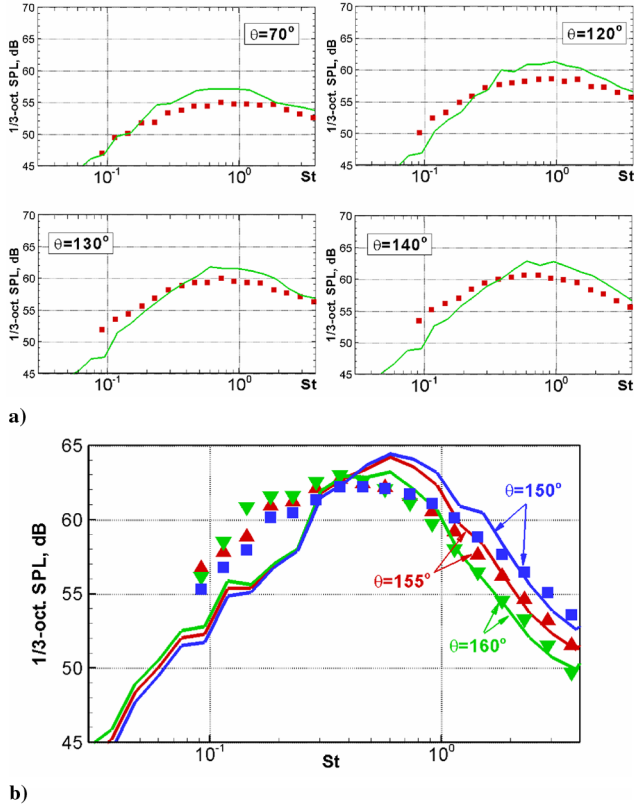 1/3-oct. SPL, dB
70
65
60
55
50
45
θ=70°
10⁻¹
10⁰
St
1/3-oct. SPL, dB
70
65
60
55
50
45
θ=120°
10⁻¹
10⁰
St
1/3-oct. SPL, dB
70
65
60
55
50
45
θ=130°
10⁻¹
10⁰
St
1/3-oct. SPL, dB
70
65
60
55
50
45
θ=140°
10⁻¹
10⁰
St
a)
1/3-oct. SPL, dB
65
60
55
50
45
θ=150°
θ=155°
θ=160°
10⁻¹
St
10⁰
b)